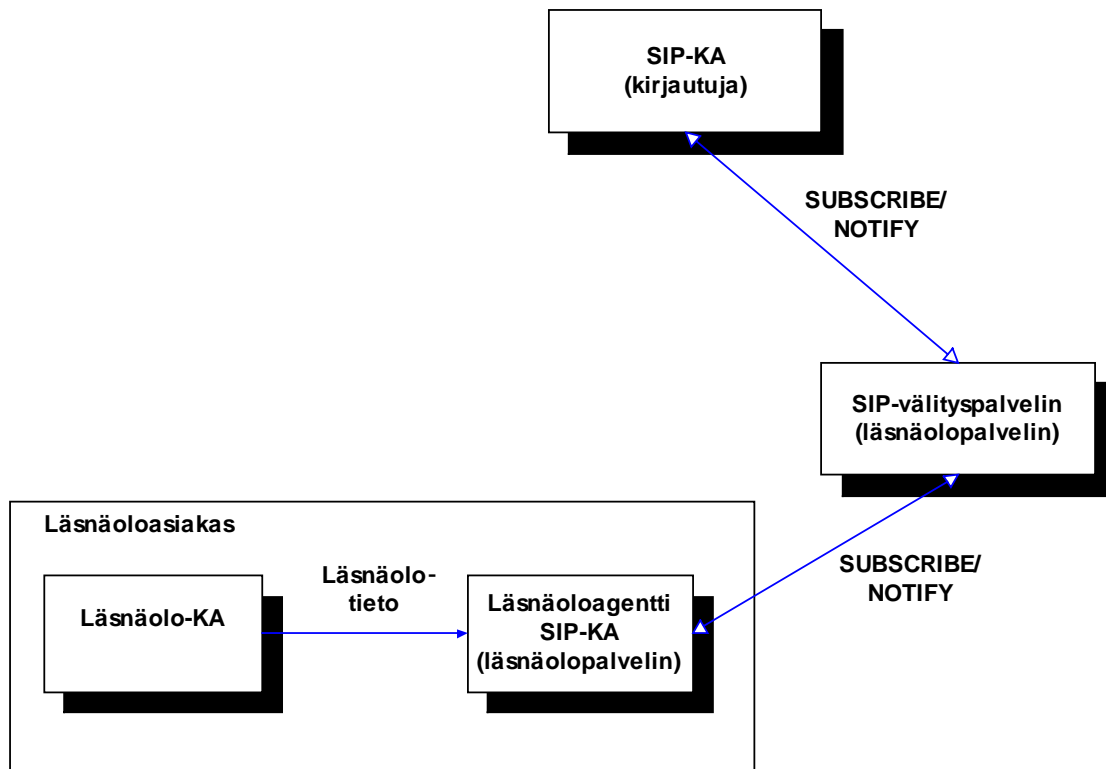 SIP-KA
(kirjautuja)
SUBSCRIBE/
NOTIFY
SIP-välityspalvelin
(läsnäolopalvelin)
SUBSCRIBE/
NOTIFY
Läsnäoloasiakas
Läsnäolo-KA
Läsnäolo-
tieto
Läsnäoloagentti
SIP-KA
(läsnäolopalvelin)